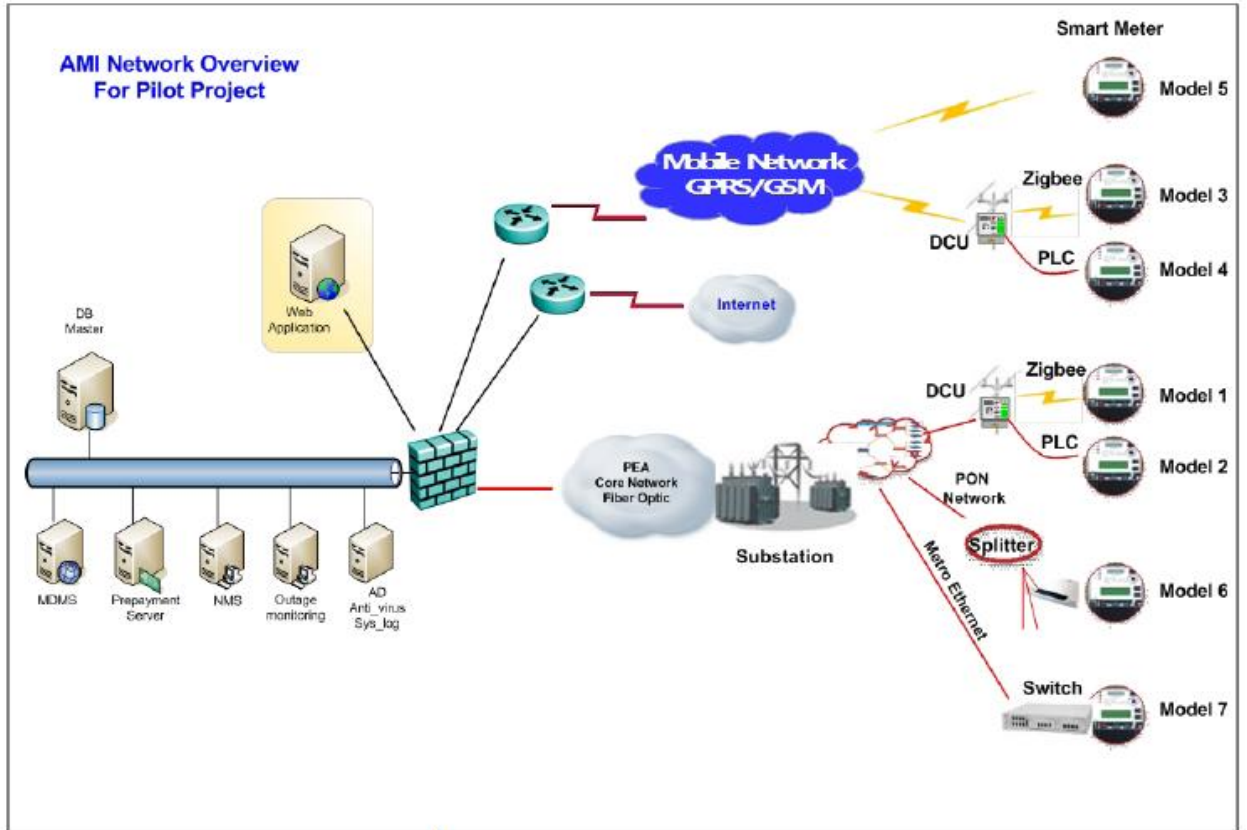 AMI Network Overview
For Pilot Project
Smart Meter
Model 5
Mobile Network
GPRS/GSM
Zigbee
Model 3
DCU
PLC
Model 4
Web
Application
Internet
DB
Master
DCU
Zigbee
Model 1
PLC
Model 2
PEA
Core Network
Fiber Optic
Substation
PON
Network
Splitter
Metro Ethernet
Model 6
MDMS
Prepayment
Server
NMS
Outage
monitoring
AD
Anti_virus
Sys_log
Switch
Model 7